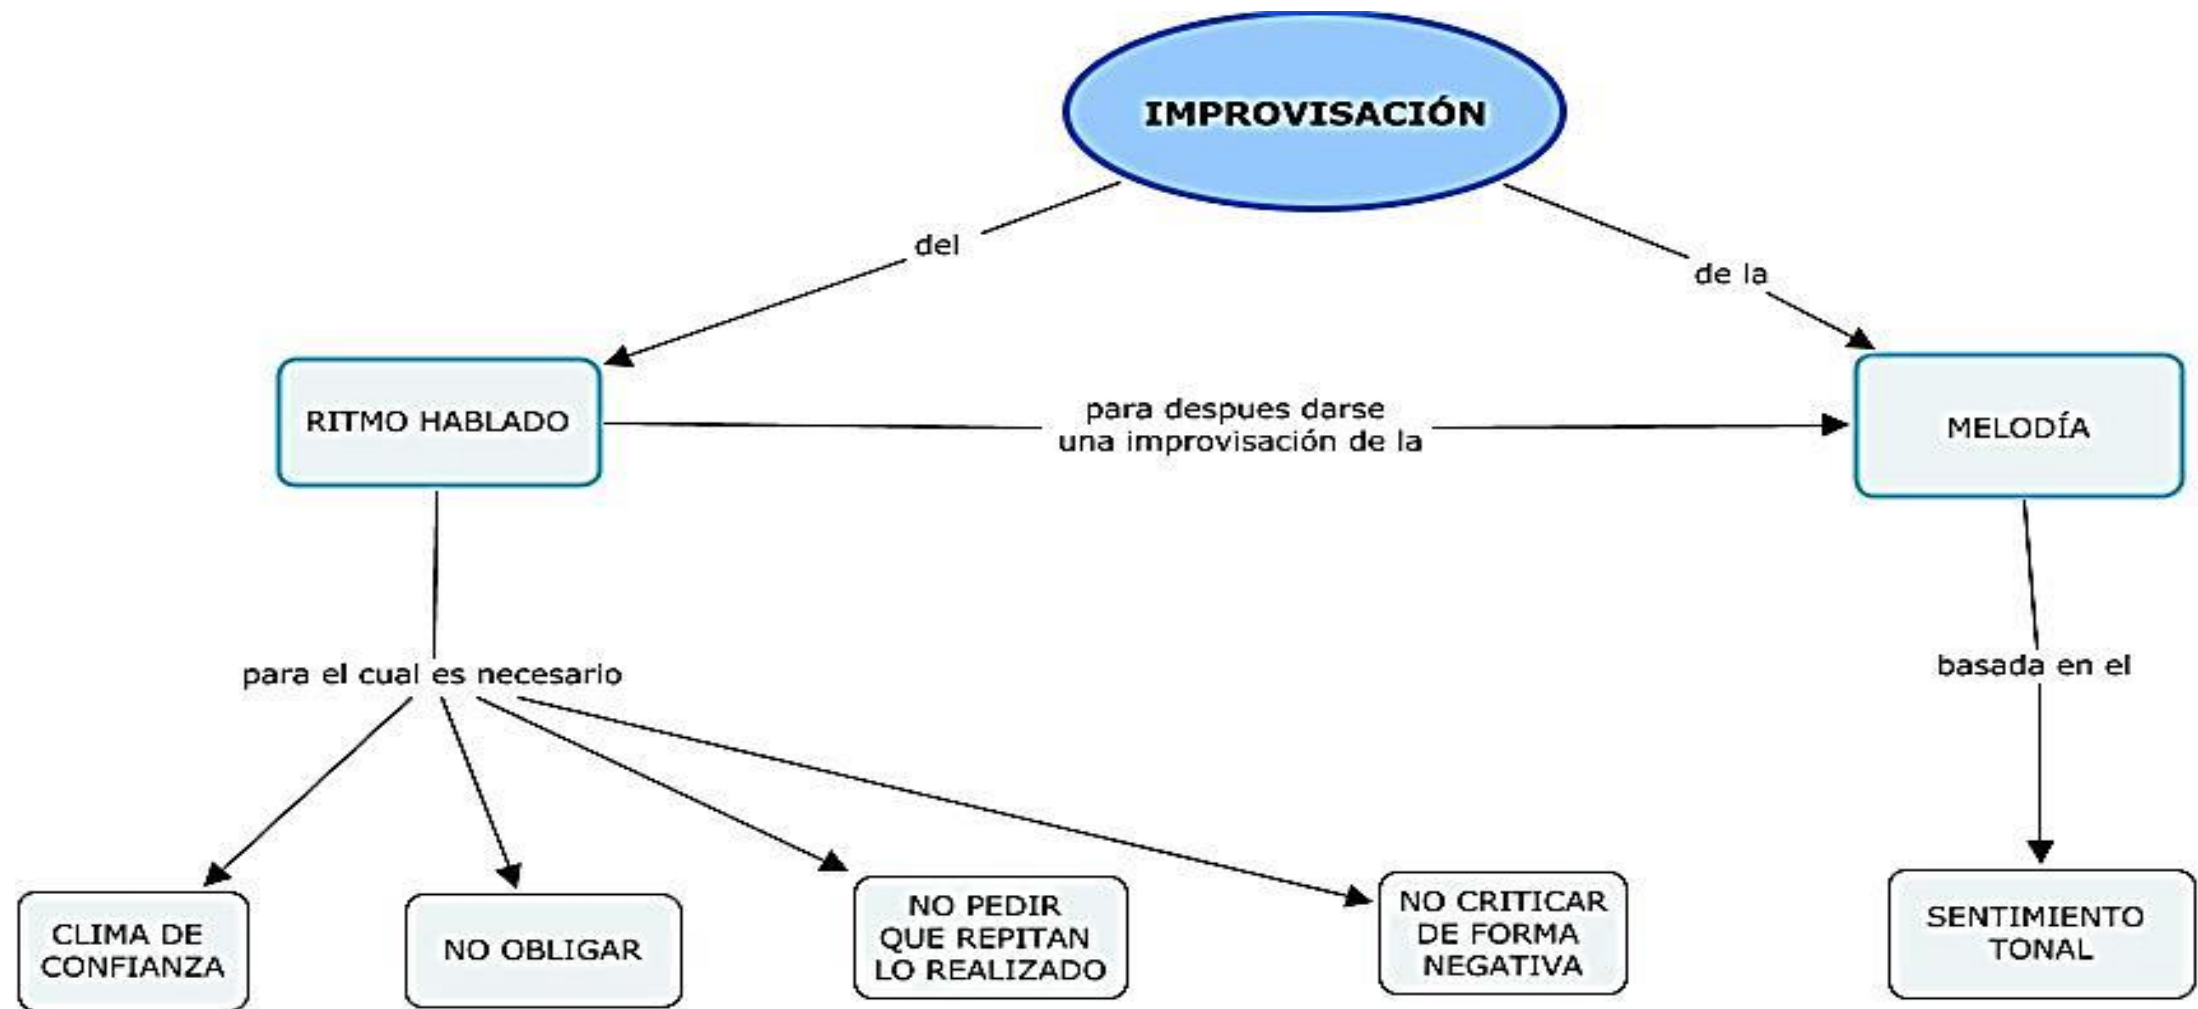 IMPROVISACIÓN
del
de la
RITMO HABLADO
para despues darse
una improvisación de la
MELODÍA
para el cual es necesario
basada en el
CLIMA DE
CONFIANZA
NO OBLIGAR
NO PEDIR
QUE REPITAN
LO REALIZADO
NO CRITICAR
DE FORMA
NEGATIVA
SENTIMIENTO
TONAL